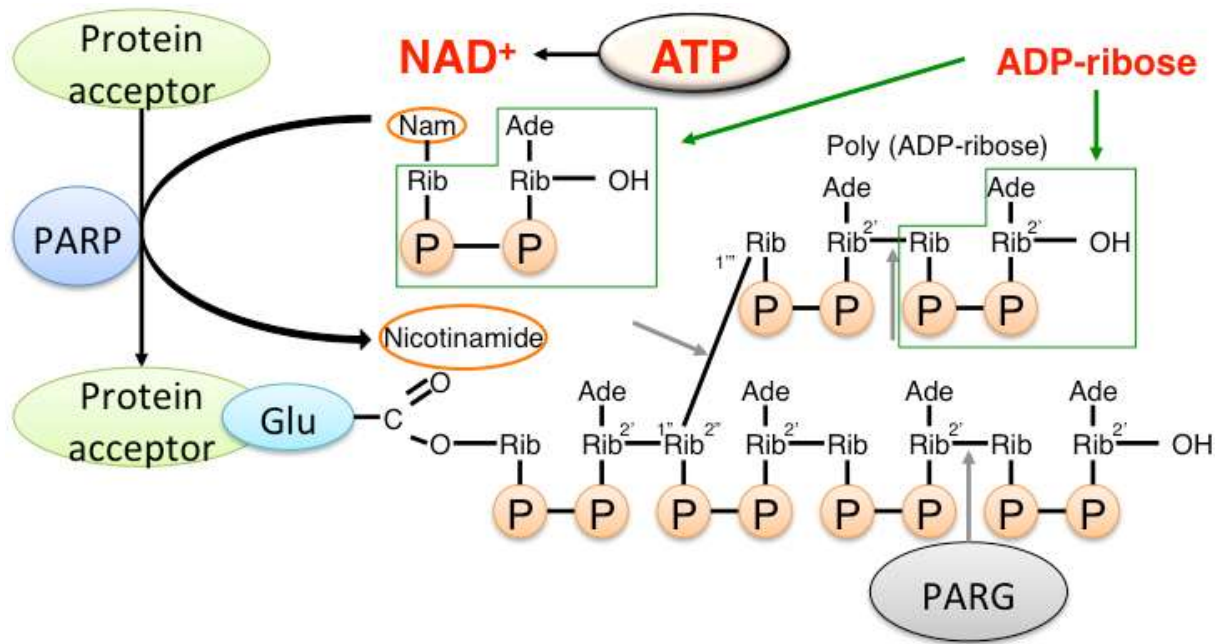 Protein
acceptor
NAD+
ATP
ADP-ribose
Nam
Ade
Rib
Rib
OH
P
P
PARP
Poly (ADP-ribose)
Ade
Ade
Rib
Rib
2'
Rib
Rib
2'
OH
1'''
P
P
P
P
Nicotinamide
Protein
acceptor
Glu
C
O
O
Ade
Ade
Ade
Ade
Rib
Rib
2'
1"
Rib
2"
Rib
2'
Rib
Rib
2'
Rib
Rib
2'
OH
P
P
P
P
P
P
P
P
PARG